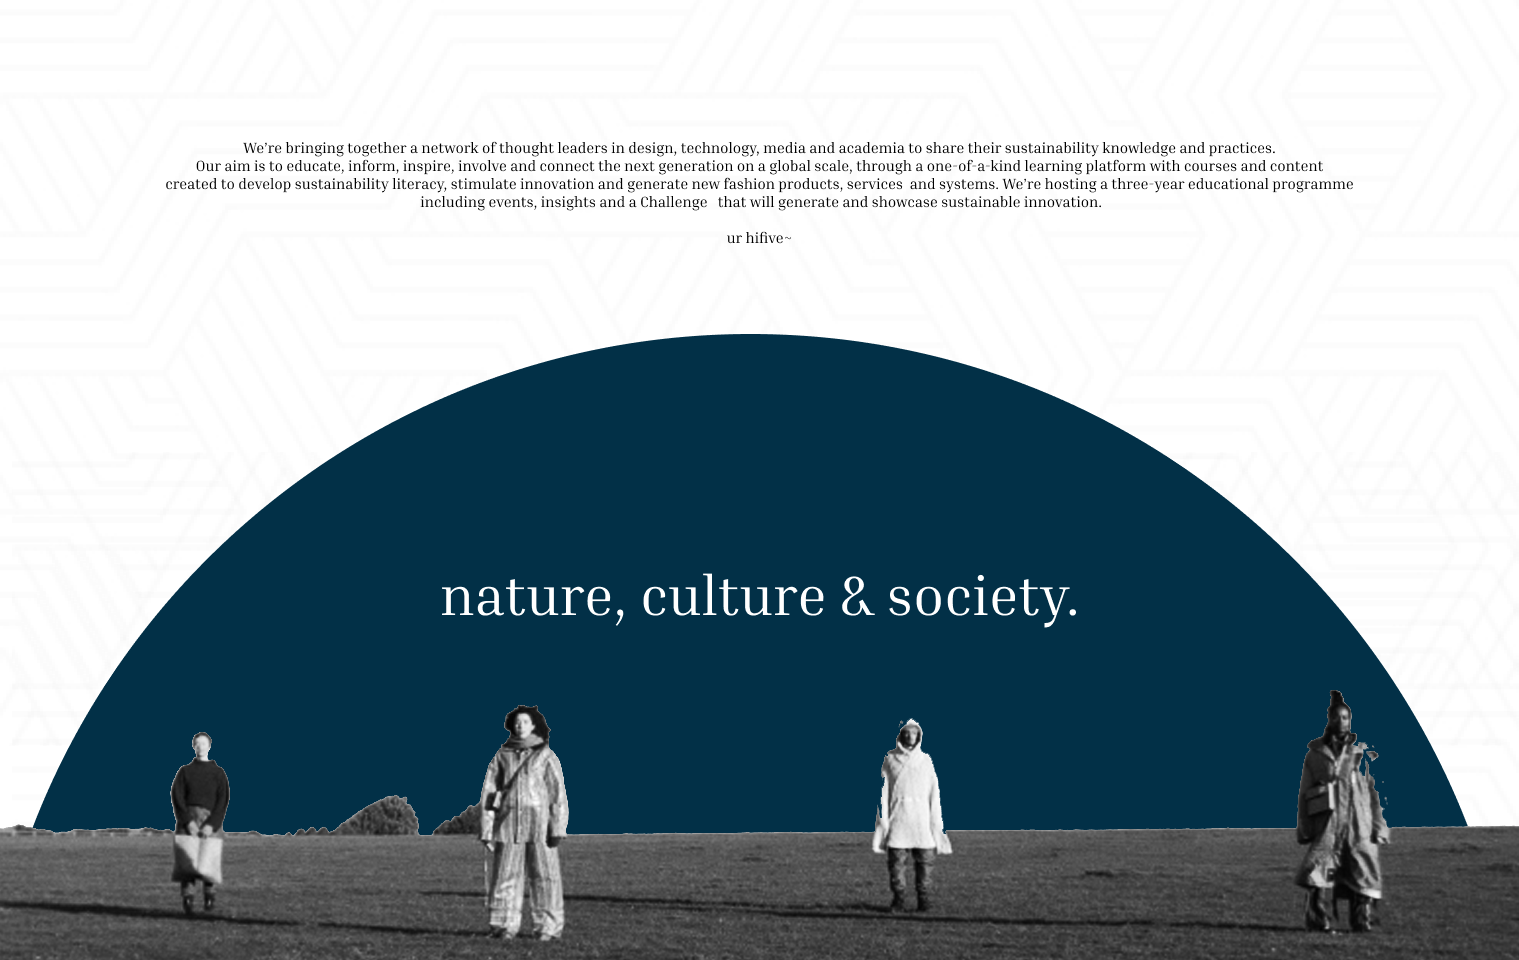 We’re bringing together a network of thought leaders in design, technology, media and academia to share their sustainability knowledge and practices.
Our aim is to educate, inform, inspire, involve and connect the next generation on a global scale, through a one-of-a-kind learning platform with courses and content
created to develop sustainability literacy, stimulate innovation and generate new fashion products, services  and systems. We’re hosting a three-year educational programme
including events, insights and a Challenge   that will generate and showcase sustainable innovation.
ur hifive~
nature, culture & society.